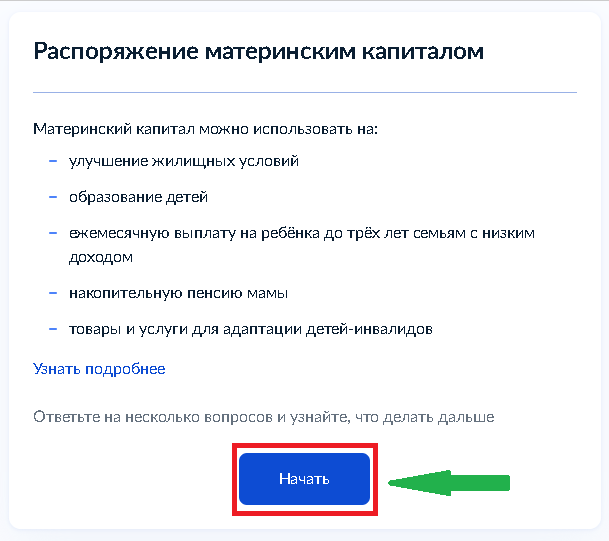 Распоряжение материнским капиталом
Материнский капитал можно использовать на:
– улучшение жилищных условий
– образование детей
– ежемесячную выплату на ребёнка до трёх лет семьям с низким
доходом
– накопительную пенсию мамы
– товары и услуги для адаптации детей-инвалидов
Узнать подробнее
Ответьте на несколько вопросов и узнайте, что делать дальше
Начать